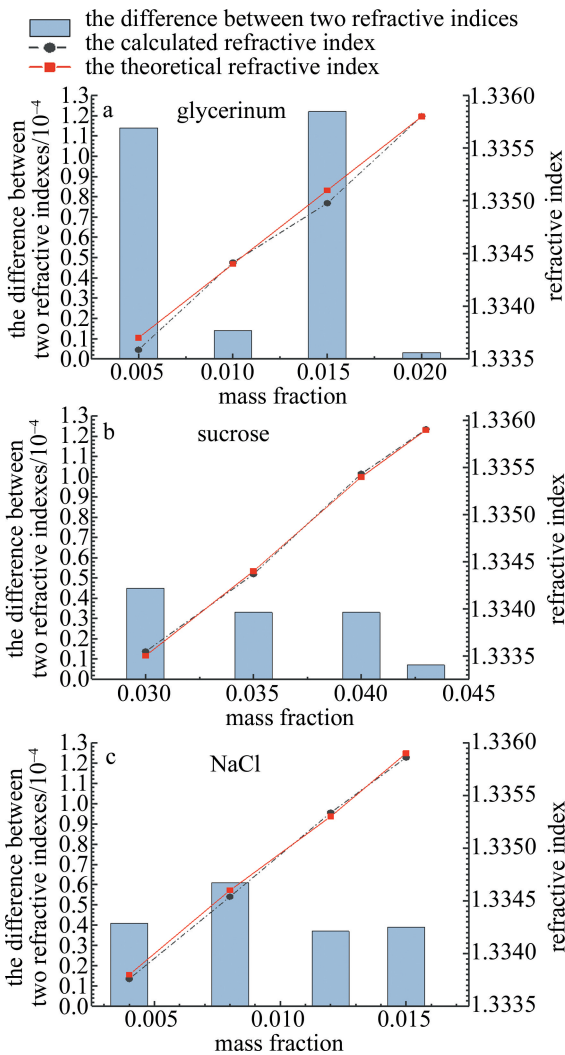 the difference between two refractive indices
the calculated refractive index
the theoretical refractive index
a
glycerinum
the difference between
two refractive indexes/10⁻⁴
1.3
1.2
1.1
1.0
0.9
0.8
0.7
0.6
0.5
0.4
0.3
0.2
0.1
0.0
1.3360
1.3355
1.3350
1.3345
1.3340
1.3335
refractive index
0.005 0.010 0.015 0.020
mass fraction
b
sucrose
the difference between
two refractive indexes/10⁻⁴
1.3
1.2
1.1
1.0
0.9
0.8
0.7
0.6
0.5
0.4
0.3
0.2
0.1
0.0
1.3360
1.3355
1.3350
1.3345
1.3340
1.3335
refractive index
0.030 0.035 0.040 0.045
mass fraction
c
NaCl
the difference between
two refractive indexes/10⁻⁴
1.3
1.2
1.1
1.0
0.9
0.8
0.7
0.6
0.5
0.4
0.3
0.2
0.1
0.0
1.3360
1.3355
1.3350
1.3345
1.3340
1.3335
refractive index
0.005 0.010 0.015
mass fraction